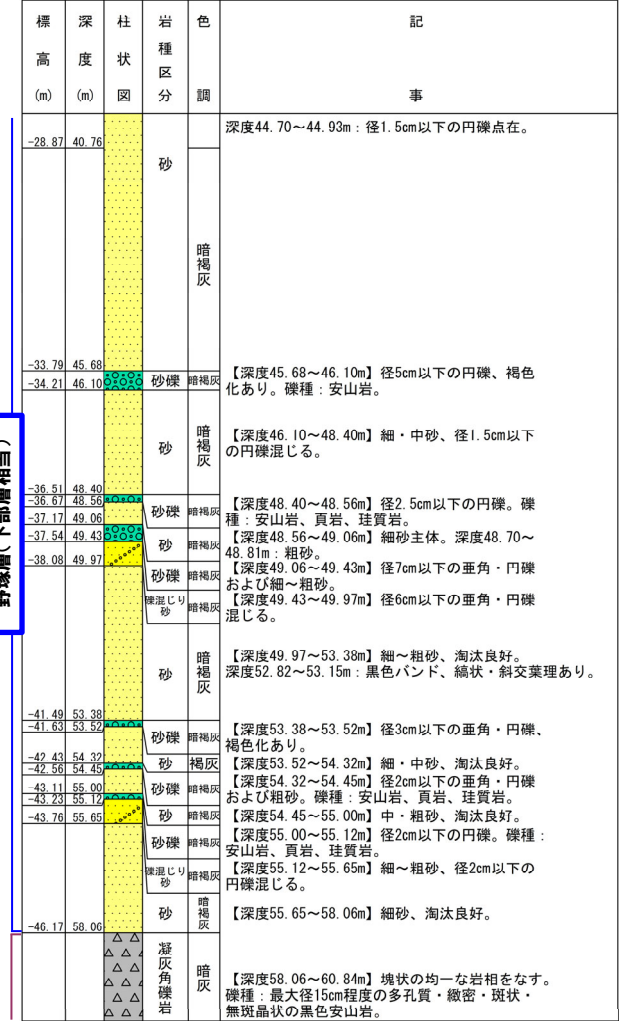 標高(m)
深度(m)
柱状図
岩種区分
色調
記事
深度44.70～44.93m：径1.5cm以下の円礫点在。
-28.87 40.76
砂
暗褐灰
-33.79 45.68
-34.21 46.10
砂礫 暗褐灰
【深度45.68～46.10m】径5cm以下の円礫、褐色
化あり。礫種：安山岩。
砂
暗褐灰
【深度46.10～48.40m】細・中砂、径1.5cm以下
の円礫混じる。
-36.51 48.40
-36.67 48.56
-37.17 49.06
-37.54 49.43
-38.08 49.97
砂礫 暗褐灰
【深度48.40～48.56m】径2.5cm以下の円礫。礫
種：安山岩、頁岩、珪質岩。
砂 暗褐灰
【深度48.56～49.06m】細砂主体。深度48.70～
48.81m：粗砂。
砂礫 暗褐灰
【深度49.06～49.43m】径7cm以下の亜角・円礫
および細～粗砂。
礫混じり砂 暗褐灰
【深度49.43～49.97m】径6cm以下の亜角・円礫
混じる。
野塚層(下部層相当)
砂
暗褐灰
【深度49.97～53.38m】細～粗砂、淘汰良好。
深度52.82～53.15m：黒色バンド、縞状・斜交葉理あり。
-41.49 53.38
-41.63 53.52
-42.43 54.32
-42.56 54.45
-43.11 55.00
-43.23 55.12
-43.76 55.65
砂礫 暗褐灰
【深度53.38～53.52m】径3cm以下の亜角・円礫、
褐色化あり。
砂 褐灰
【深度53.52～54.32m】細・中砂、淘汰良好。
砂礫 暗褐灰
【深度54.32～54.45m】径2cm以下の亜角・円礫
および粗砂。礫種：安山岩、頁岩、珪質岩。
砂 暗褐灰
【深度54.45～55.00m】中・粗砂、淘汰良好。
砂礫 暗褐灰
【深度55.00～55.12m】径2cm以下の円礫。礫種：
安山岩、頁岩、珪質岩。
礫混じり砂 暗褐灰
【深度55.12～55.65m】細～粗砂、径2cm以下の
円礫混じる。
砂
暗褐灰
【深度55.65～58.06m】細砂、淘汰良好。
-46.17 58.06
凝灰角礫岩
暗灰
【深度58.06～60.84m】塊状の均一な岩相をなす。
礫種：最大径15cm程度の多孔質・緻密・斑状・
無斑晶状の黒色安山岩。